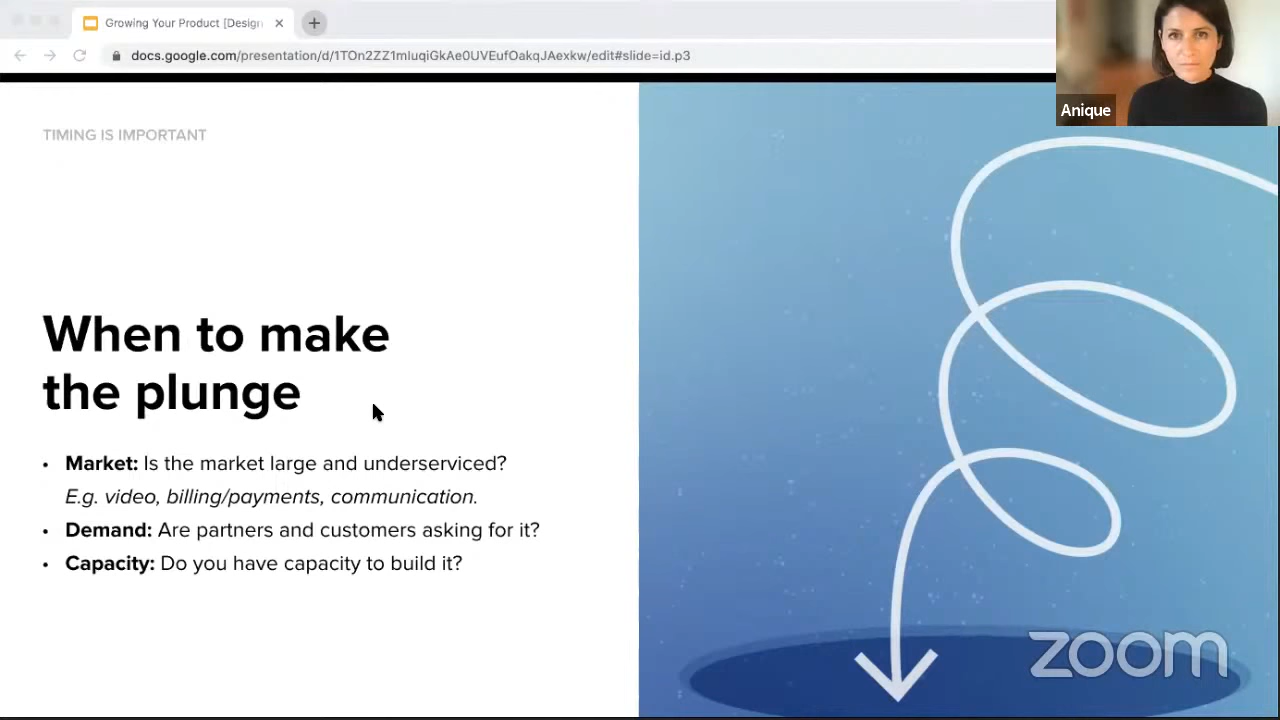 Growing Your Product [Design
docs.google.com/presentation/d/1TOn2ZZ1mIuqiGkAe0UVEufOakqJAexkw/edit#slide=id.p3
Anique
TIMING IS IMPORTANT
When to make
the plunge
• Market: Is the market large and underserviced?
E.g. video, billing/payments, communication.
• Demand: Are partners and customers asking for it?
• Capacity: Do you have capacity to build it?
zoom